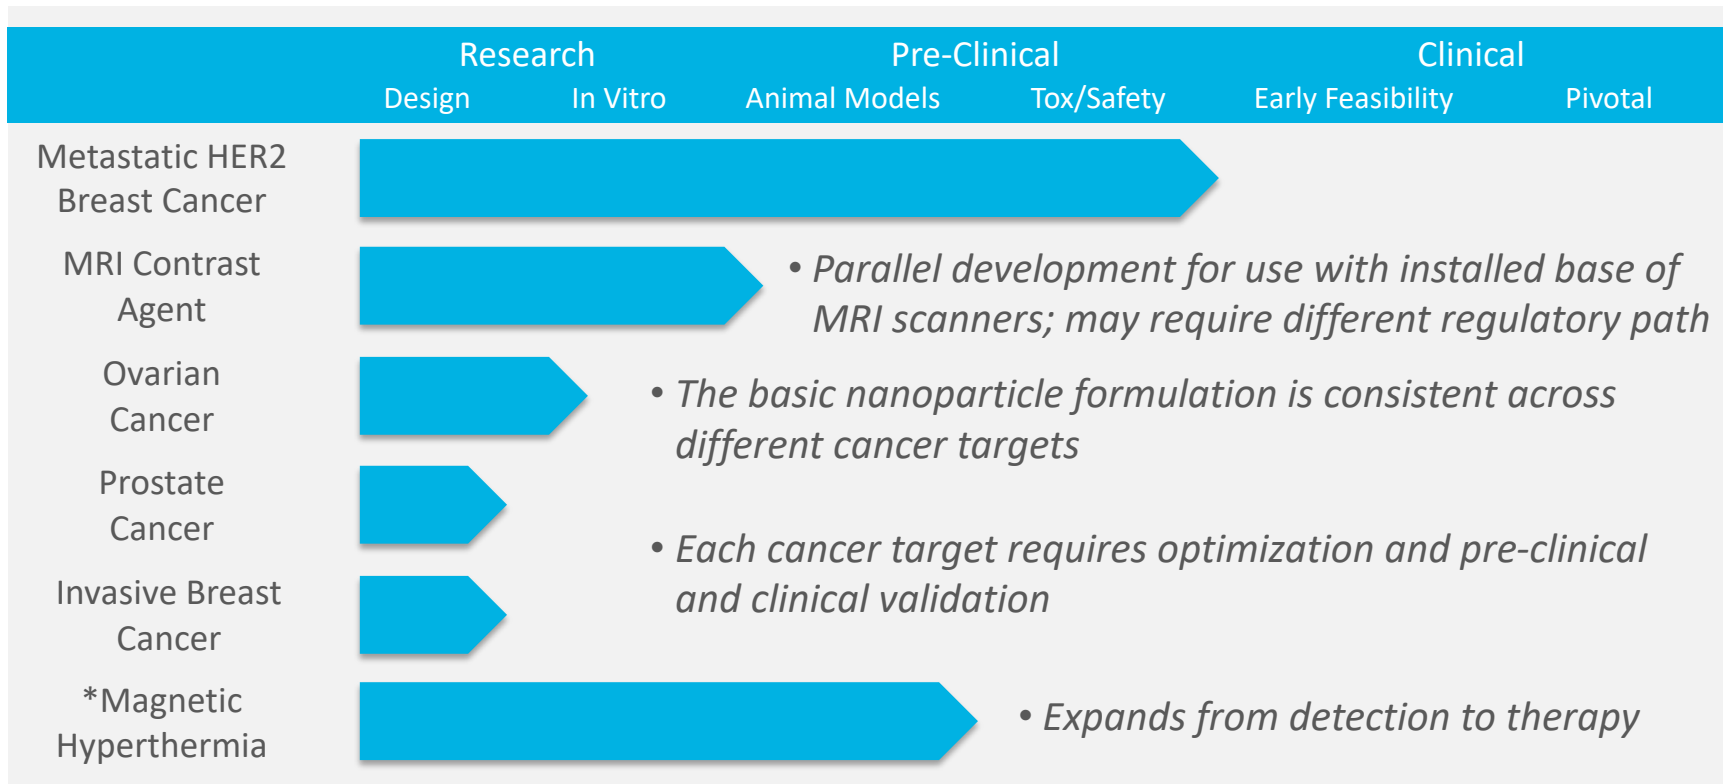 Research Pre-Clinical Clinical
Design In Vitro Animal Models Tox/Safety Early Feasibility Pivotal
Metastatic HER2
Breast Cancer
MRI Contrast
Agent
• Parallel development for use with installed base of
MRI scanners; may require different regulatory path
Ovarian
Cancer
• The basic nanoparticle formulation is consistent across
different cancer targets
Prostate
Cancer
• Each cancer target requires optimization and pre-clinical
and clinical validation
Invasive Breast
Cancer
*Magnetic
Hyperthermia
• Expands from detection to therapy